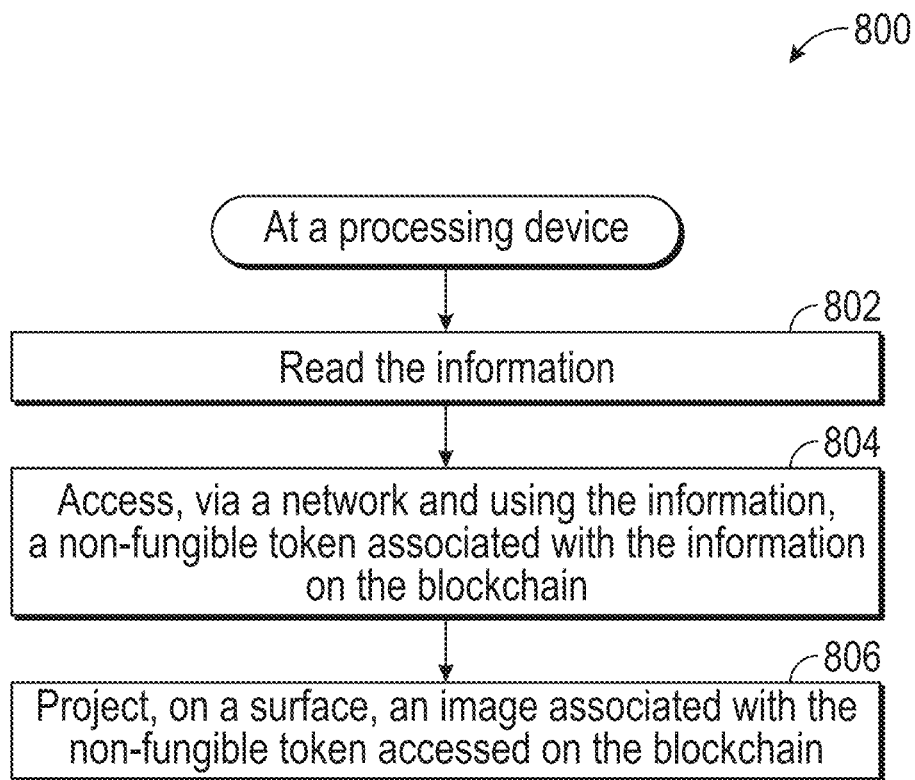 800
At a processing device
802
Read the information
804
Access, via a network and using the information,
a non-fungible token associated with the information
on the blockchain
806
Project, on a surface, an image associated with the
non-fungible token accessed on the blockchain